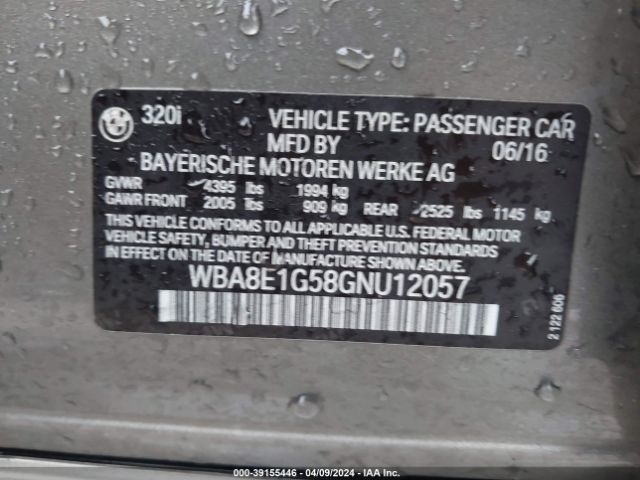 320i VEHICLE TYPE: PASSENGER CAR
MFD BY 06/16
BAYERISCHE MOTOREN WERKE AG
GVWR 4395 lbs 1994 kg
GAWR FRONT 2005 lbs 909 kg REAR 2525 lbs 1145 kg
THIS VEHICLE CONFORMS TO ALL APPLICABLE U.S. FEDERAL MOTOR
VEHICLE SAFETY, BUMPER AND THEFT PREVENTION STANDARDS
IN EFFECT ON THE DATE OF MANUFACTURE SHOWN ABOVE.
WBA8E1G58GNU12057
2 122 606
000-39155446 - 04/09/2024 - IAA Inc.